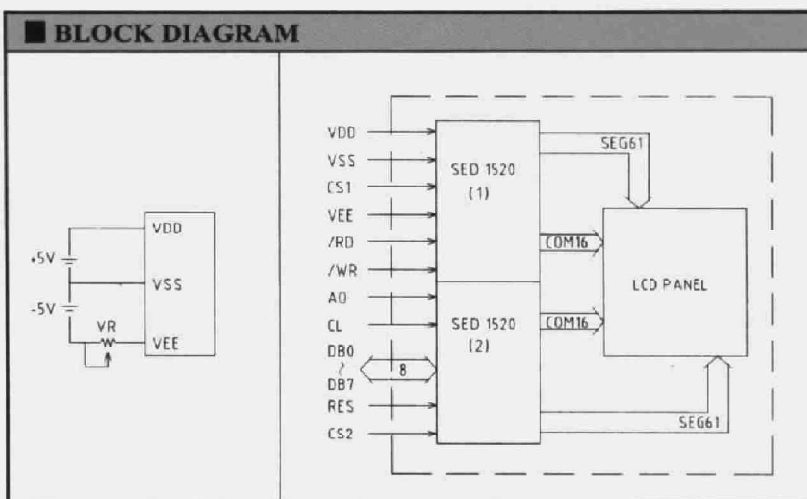 ■ BLOCK DIAGRAM
VDD
+5V
VSS
-5V
VR
VEE
VDD
VSS
CS1
VEE
/RD
/WR
A0
CL
DB0
~
DB7
8
RES
CS2
SED 1520
(1)
SED 1520
(2)
SEG61
COM16
COM16
SEG61
LCD PANEL